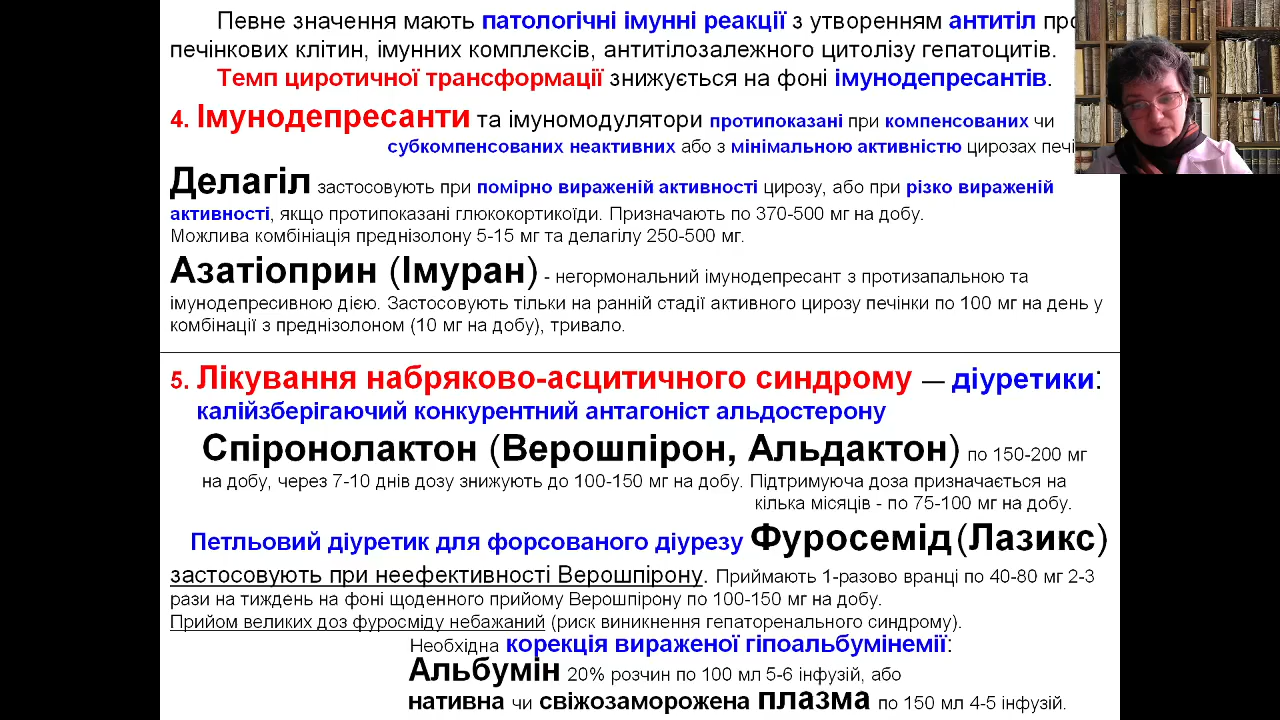 Певне значення мають патологічні імунні реакції з утворенням антитіл
печінкових клітин, імунних комплексів, антитілозалежного цитолізу гепатоцитів.
Темп циротичної трансформації знижується на фоні імунодепресантів.
4. Імунодепресанти та імуномодулятори протипоказані при компенсованих чи
субкомпенсованих неактивних або з мінімальною активністю цирозах
Делагіл застосовують при помірно вираженій активності цирозу, або при різко вираженій
активності, якщо протипоказані глюкокортикоїди. Призначають по 370-500 мг на добу.
Можлива комбініація преднізолону 5-15 мг та делагілу 250-500 мг.
Азатіоприн (Імуран) - негормональний імунодепресант з протизапальною та
імунодепресивною дією. Застосовують тільки на ранній стадії активного цирозу печінки по 100 мг на день у
комбінації з преднізолоном (10 мг на добу), тривало.
5. Лікування набряково-асцитичного синдрому — діуретики:
калійзберігаючий конкурентний антагоніст альдостерону
Спіронолактон (Верошпірон, Альдактон) по 150-200 мг
на добу, через 7-10 днів дозу знижують до 100-150 мг на добу. Підтримуюча доза призначається на
кілька місяців - по 75-100 мг на добу.
Петльовий діуретик для форсованого діурезу Фуросемід (Лазикс)
застосовують при неефективності Верошпірону. Приймають 1-разово вранці по 40-80 мг 2-3
рази на тиждень на фоні щоденного прийому Верошпірону по 100-150 мг на добу.
Прийом великих доз фуросміду небажаний (риск виникнення гепаторенального синдрому).
Необхідна корекція вираженої гіпоальбумінемії:
Альбумін 20% розчин по 100 мл 5-6 інфузій, або
нативна чи свіжозаморожена плазма по 150 мл 4-5 інфузій.